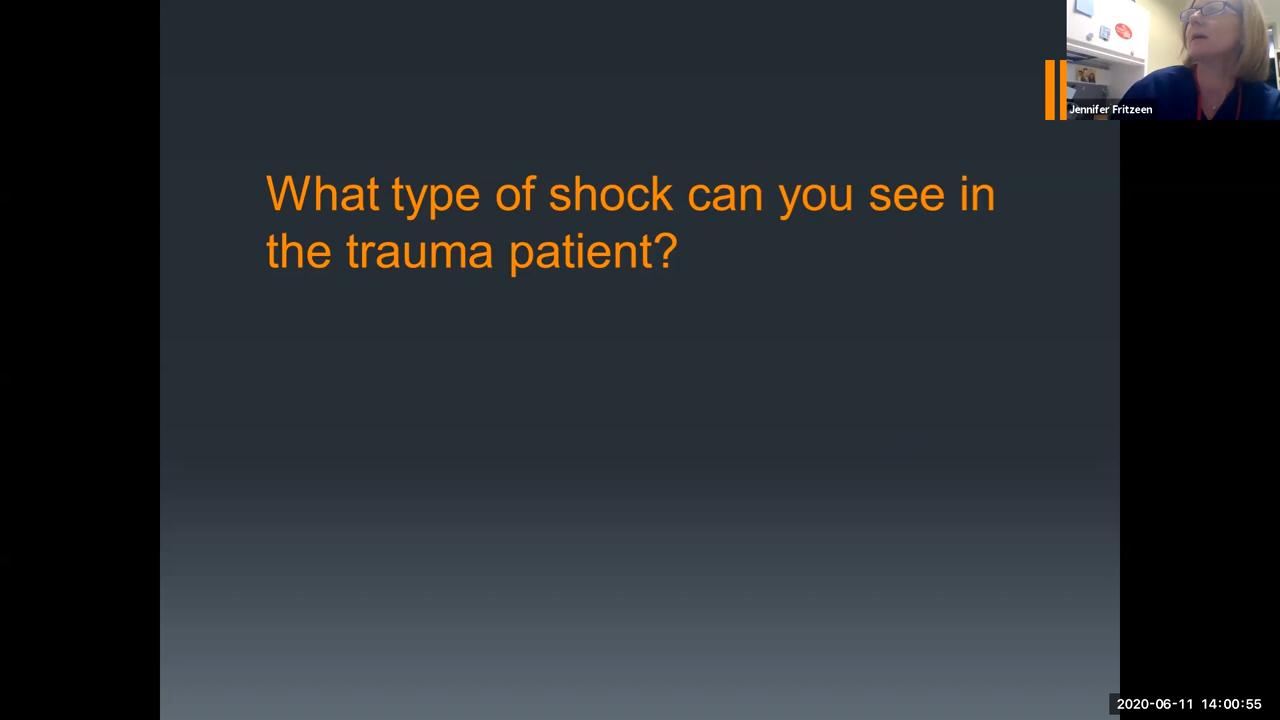 Jennifer Fritzeen
What type of shock can you see in
the trauma patient?
2020-06-11 14:00:55